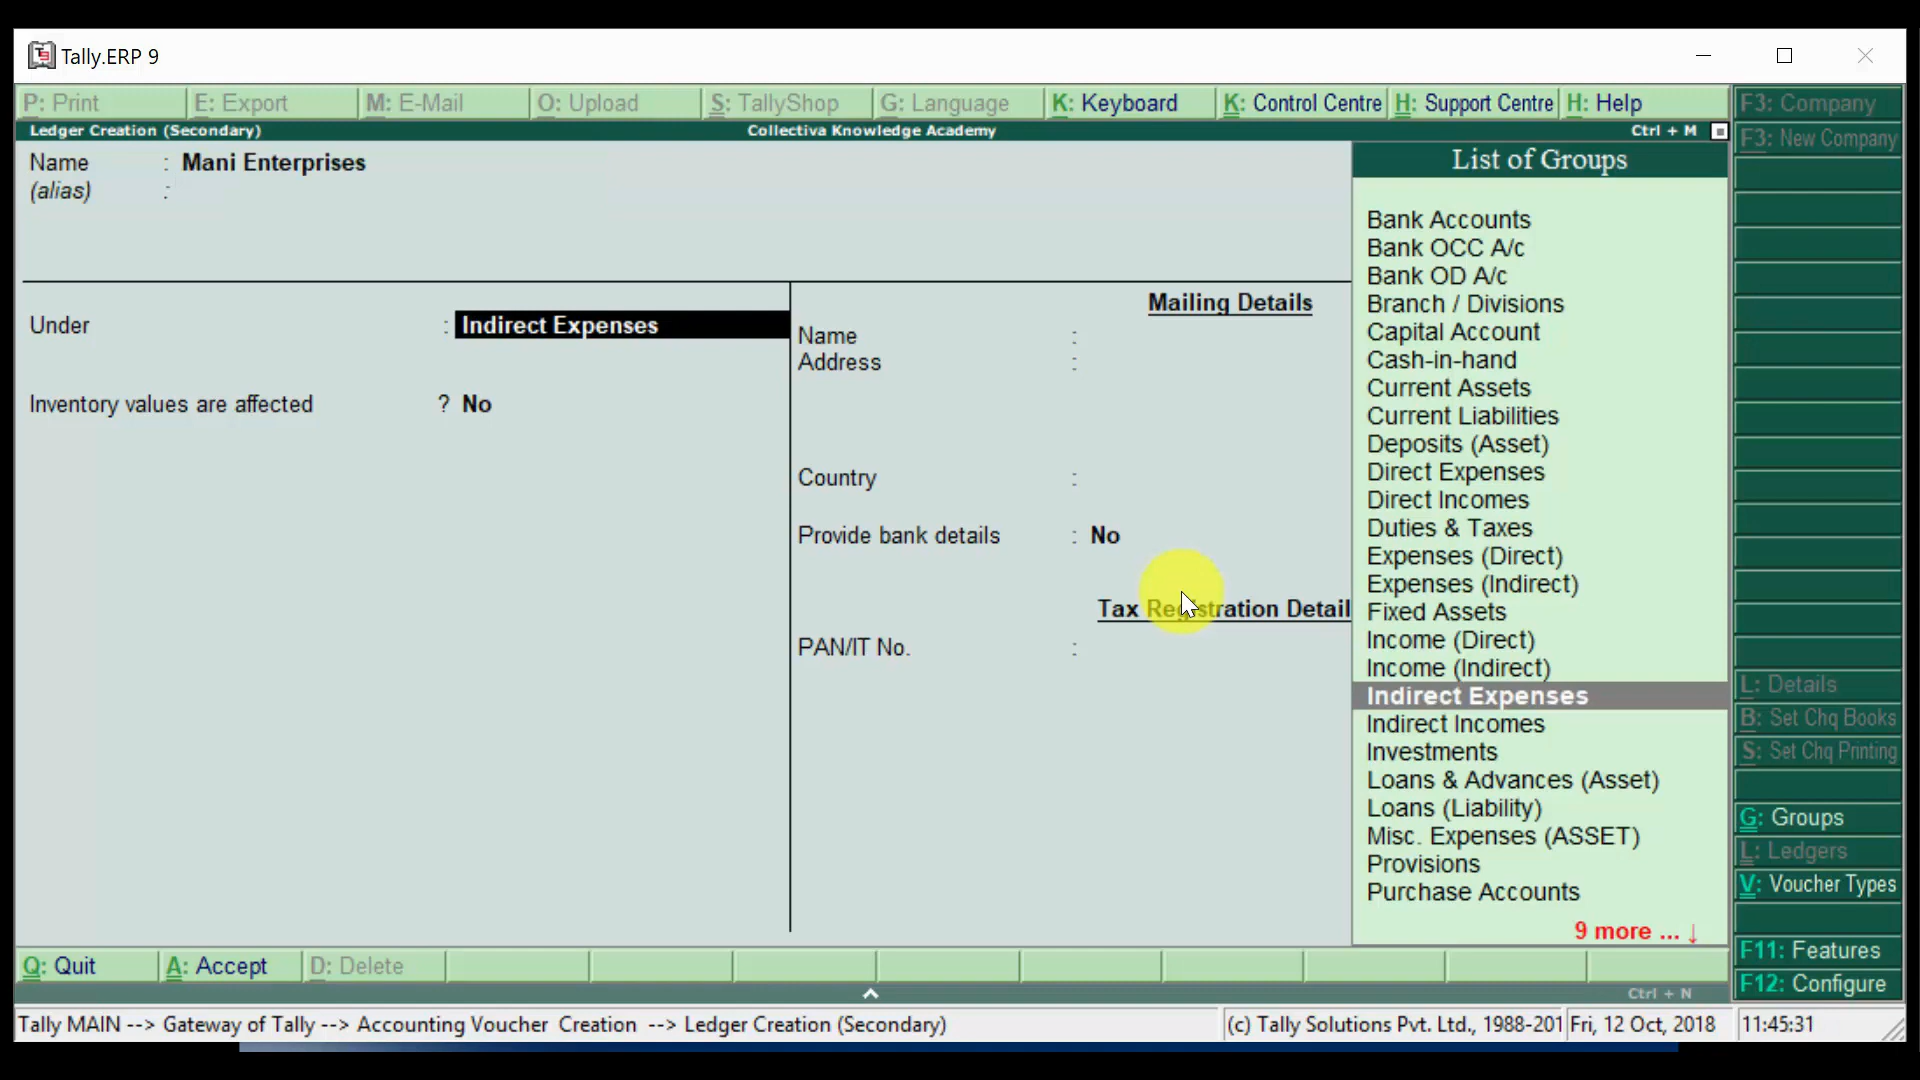 Tally.ERP 9
P: Print E: Export M: E-Mail O: Upload S: TallyShop G: Language K: Keyboard K: Control Centre H: Support Centre H: Help F3: Company
Ledger Creation (Secondary) Collectiva Knowledge Academy Ctrl + M
F3: New Company
Name : Mani Enterprises
(alias) :
Under : Indirect Expenses
Inventory values are affected ? No
Mailing Details
Name :
Address :
Country :
Provide bank details : No
Tax Registration Detail
PAN/IT No. :
List of Groups
Bank Accounts
Bank OCC A/c
Bank OD A/c
Branch / Divisions
Capital Account
Cash-in-hand
Current Assets
Current Liabilities
Deposits (Asset)
Direct Expenses
Direct Incomes
Duties & Taxes
Expenses (Direct)
Expenses (Indirect)
Fixed Assets
Income (Direct)
Income (Indirect)
Indirect Expenses
Indirect Incomes
Investments
Loans & Advances (Asset)
Loans (Liability)
Misc. Expenses (ASSET)
Provisions
Purchase Accounts
9 more ... ↓
L: Details
B: Set Chq Books
S: Set Chq Printing
G: Groups
L: Ledgers
V: Voucher Types
F11: Features
F12: Configure
Q: Quit A: Accept D: Delete
Ctrl + N
Tally MAIN --> Gateway of Tally --> Accounting Voucher Creation --> Ledger Creation (Secondary) (c) Tally Solutions Pvt. Ltd., 1988-201 Fri, 12 Oct, 2018 11:45:31